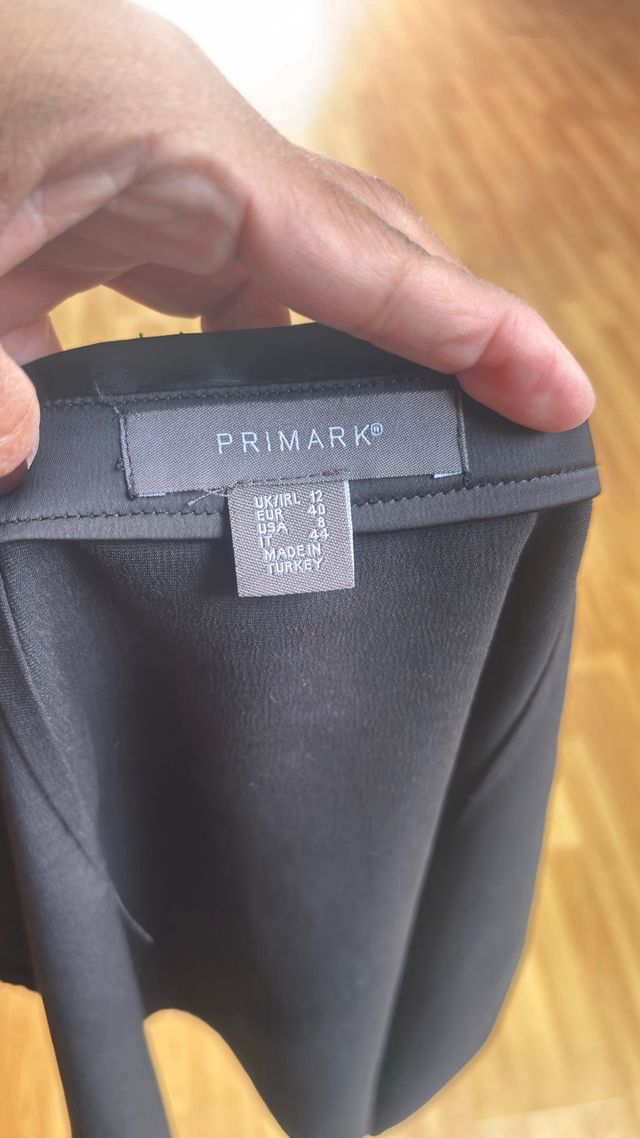 PRIMARK®
UK/IRL 12
EUR 40
USA 8
IT 44
MADE IN
TURKEY